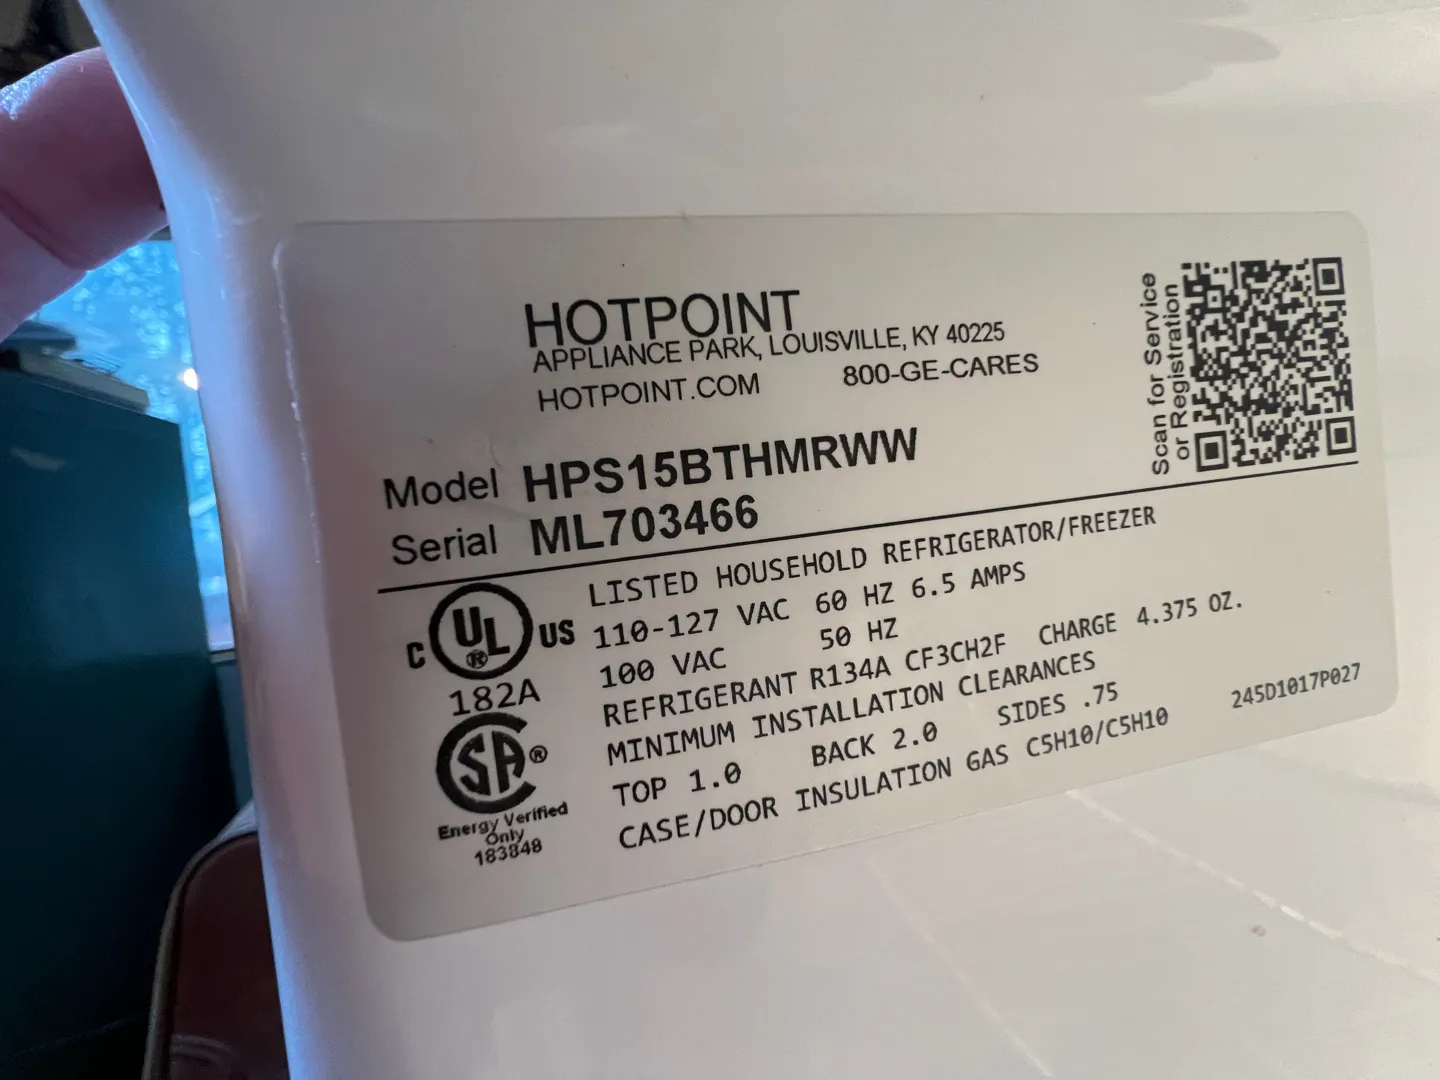 HOTPOINT
APPLIANCE PARK, LOUISVILLE, KY 40225
HOTPOINT.COM 800-GE-CARES
Scan for Service
or Registration
Model HPS15BTHMRWW
Serial ML703466
C UL ® US
182A
SA ®
Energy Verified
Only
183848
LISTED HOUSEHOLD REFRIGERATOR/FREEZER
110-127 VAC 60 HZ 6.5 AMPS
100 VAC 50 HZ
REFRIGERANT R134A CF3CH2F CHARGE 4.375 OZ.
MINIMUM INSTALLATION CLEARANCES
TOP 1.0 BACK 2.0 SIDES .75
CASE/DOOR INSULATION GAS C5H10/C5H10
245D1017P027